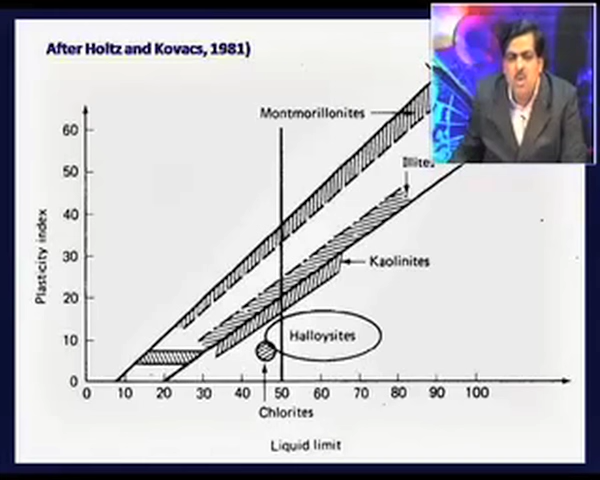 After Holtz and Kovacs, 1981)
Montmorillonites
Illites
Kaolinites
Halloysites
Chlorites
Plasticity index
60
50
40
30
20
10
0
0 10 20 30 40 50 60 70 80 90 100
Liquid limit